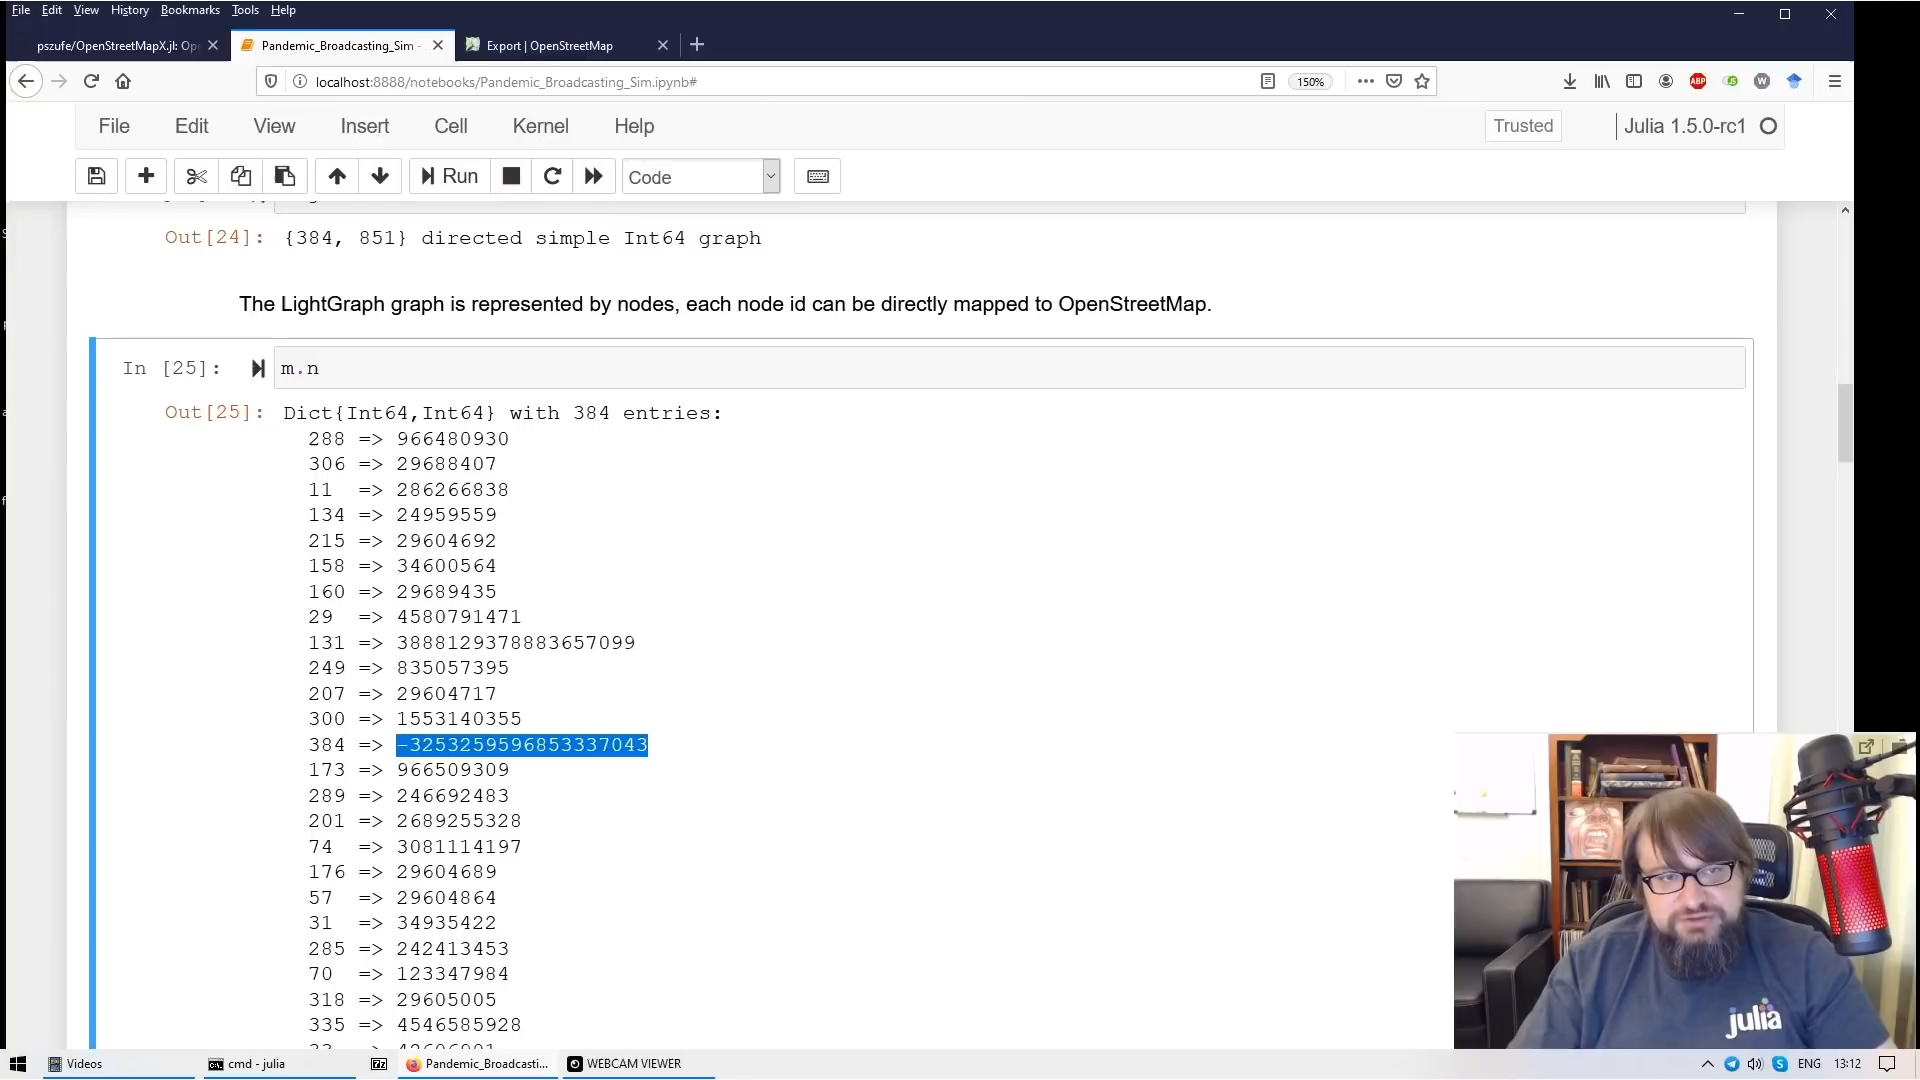 File Edit View History Bookmarks Tools Help
pszufe/OpenStreetMapX.jl: Op
Pandemic_Broadcasting_Sim -
Export | OpenStreetMap
localhost:8888/notebooks/Pandemic_Broadcasting_Sim.ipynb#
150%
ABP
W
File Edit View Insert Cell Kernel Help
Trusted
Julia 1.5.0-rc1
Run
Code
Out[24]: {384, 851} directed simple Int64 graph
The LightGraph graph is represented by nodes, each node id can be directly mapped to OpenStreetMap.
In [25]: m.n
Out[25]: Dict{Int64,Int64} with 384 entries:
288 => 966480930
306 => 29688407
11 => 286266838
134 => 24959559
215 => 29604692
158 => 34600564
160 => 29689435
29 => 4580791471
131 => 3888129378883657099
249 => 835057395
207 => 29604717
300 => 1553140355
384 => -3253259596853337043
173 => 966509309
289 => 246692483
201 => 2689255328
74 => 3081114197
176 => 29604689
57 => 29604864
31 => 34935422
285 => 242413453
70 => 123347984
318 => 29605005
335 => 4546585928
julia
Videos
cmd - julia
Pandemic_Broadcasti...
WEBCAM VIEWER
ENG
13:12